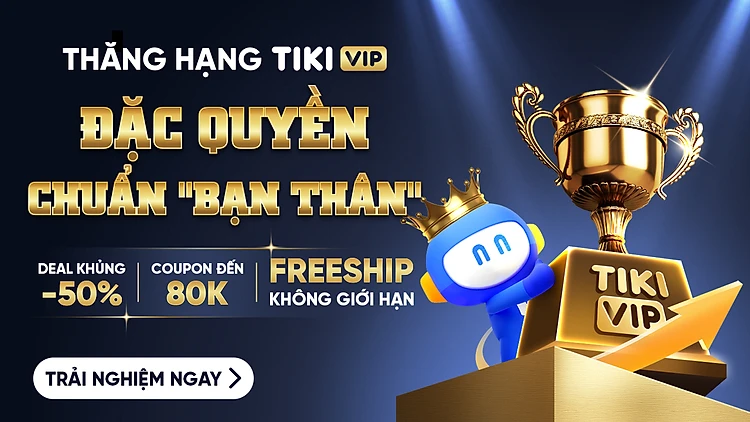 THĂNG HẠNG TIKI VIP
ĐẶC QUYỀN
CHUẨN "BẠN THÂN"
DEAL KHỦNG
-50%
COUPON ĐẾN
80K
FREESHIP
KHÔNG GIỚI HẠN
TRẢI NGHIỆM NGAY
TIKI
VIP